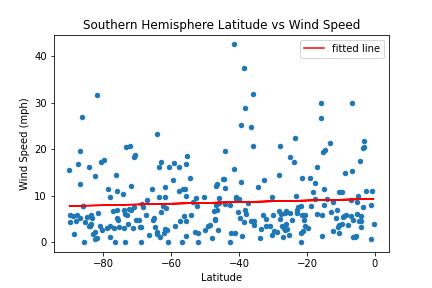 Southern Hemisphere Latitude vs Wind Speed
fitted line
Wind Speed (mph)
40
30
20
10
0
−80
−60
−40
−20
0
Latitude